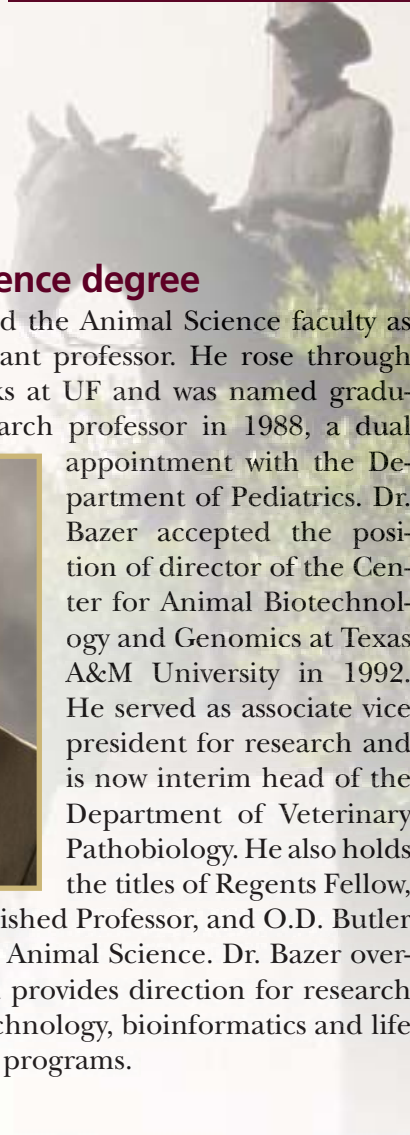 ence degree
d the Animal Science faculty as
ant professor. He rose through
ks at UF and was named gradu-
arch professor in 1988, a dual
appointment with the De-
partment of Pediatrics. Dr.
Bazer accepted the posi-
tion of director of the Cen-
ter for Animal Biotechnol-
ogy and Genomics at Texas
A&M University in 1992.
He served as associate vice
president for research and
is now interim head of the
Department of Veterinary
Pathobiology. He also holds
the titles of Regents Fellow,
ished Professor, and O.D. Butler
Animal Science. Dr. Bazer over-
provides direction for research
chnology, bioinformatics and life
programs.